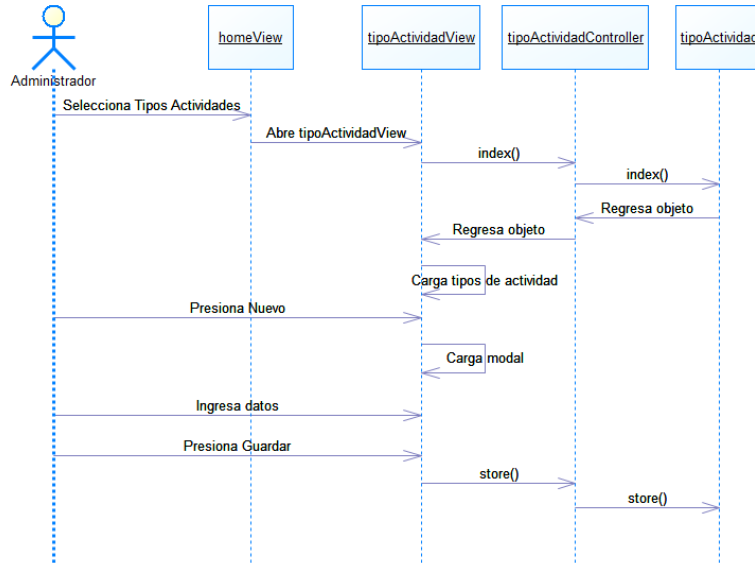 homeView
tipoActividadView
tipoActividadController
tipoActividad
Administrador
Selecciona Tipos Actividades
Abre tipoActividadView
index()
index()
Regresa objeto
Regresa objeto
Carga tipos de actividad
Presiona Nuevo
Carga modal
Ingresa datos
Presiona Guardar
store()
store()